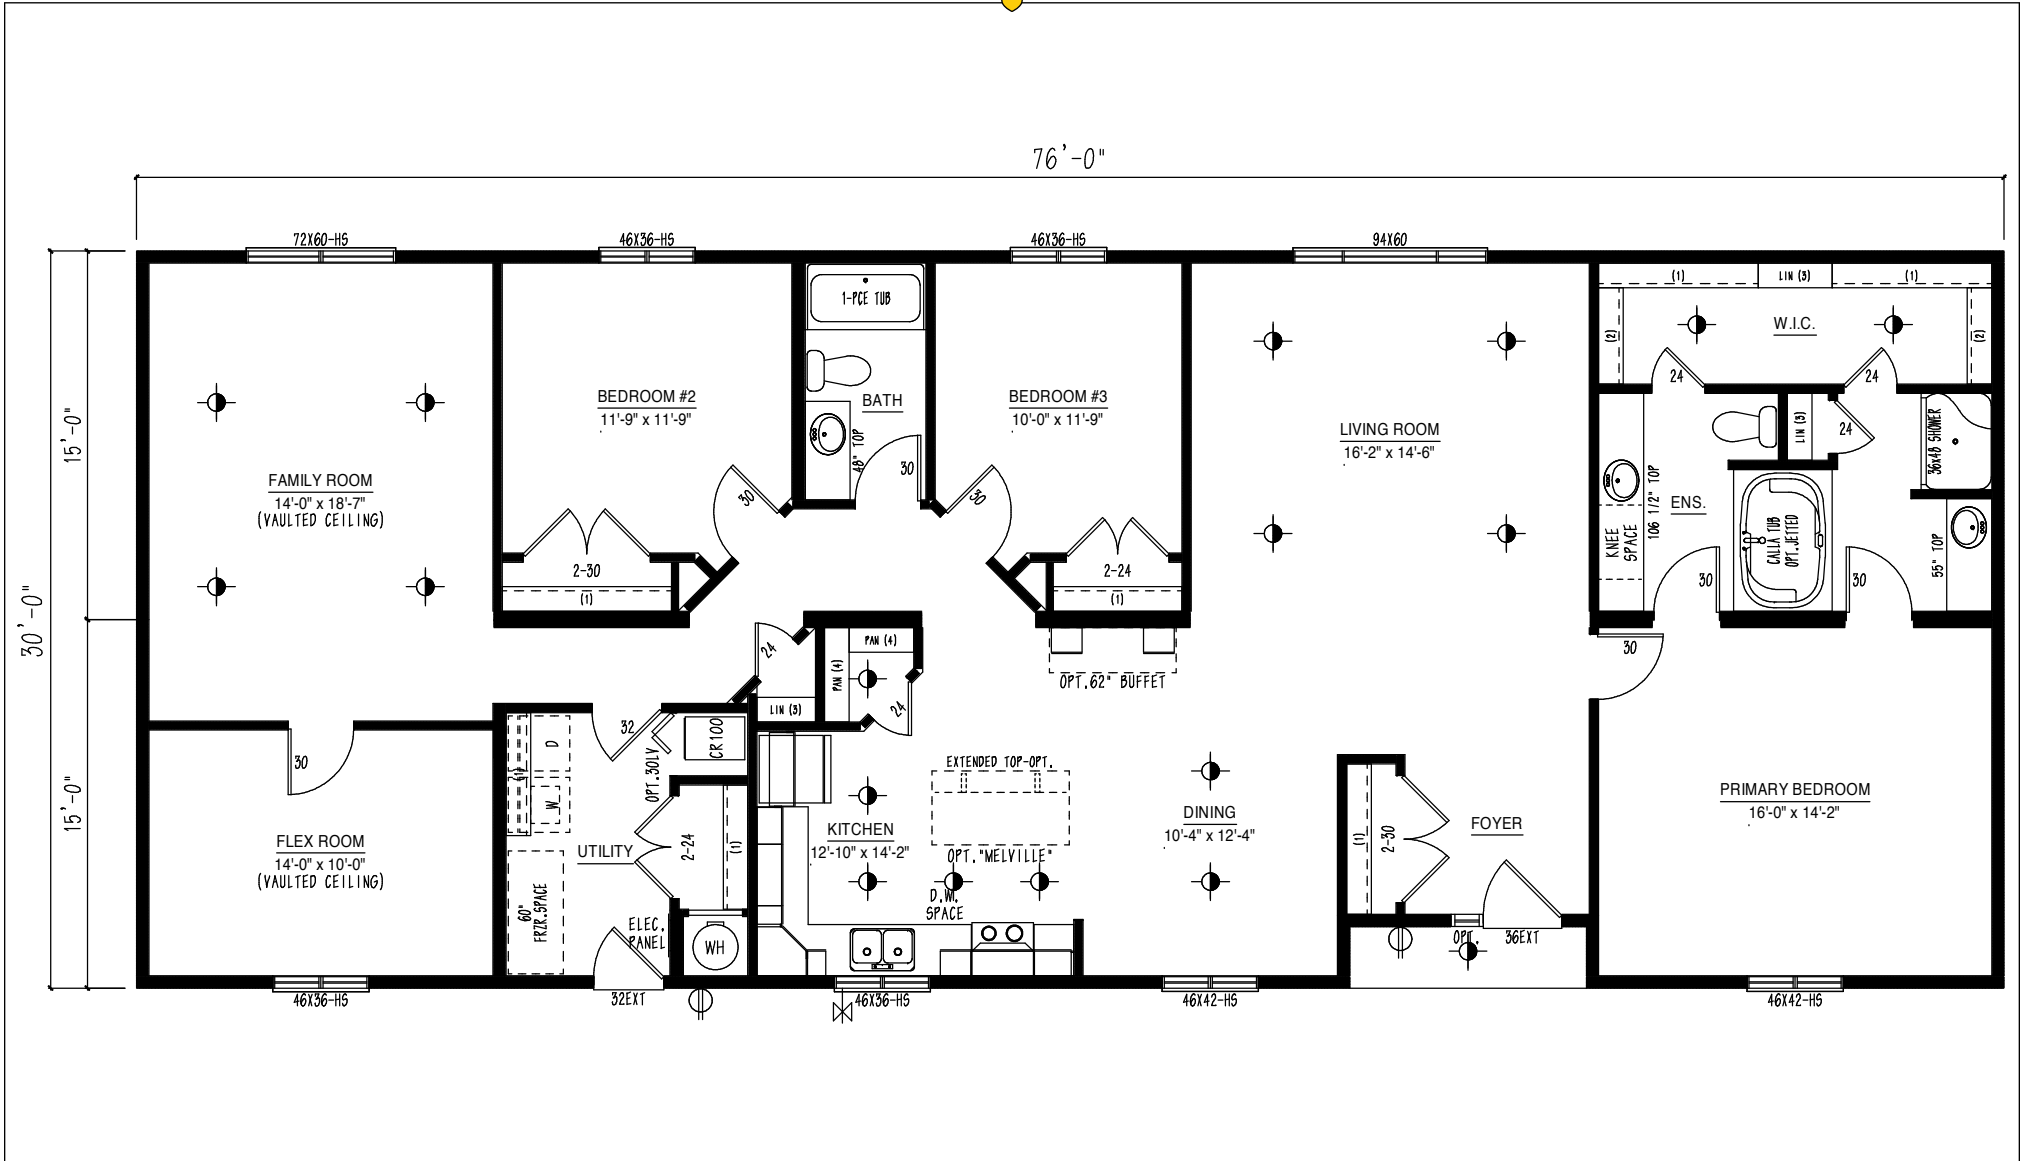 76'-0"
72X60-HS
46X36-HS
46X36-HS
94X60
30'-0"
15'-0"
15'-0"
FAMILY ROOM
14'-0" x 18'-7"
(VAULTED CEILING)
30
FLEX ROOM
14'-0" x 10'-0"
(VAULTED CEILING)
46X36-HS
BEDROOM #2
11'-9" x 11'-9"
30
2-30
(1)
1-PCE TUB
BATH
48" TOP
30
BEDROOM #3
10'-0" x 11'-9"
30
2-24
(1)
OPT.62" BUFFET
LIVING ROOM
16'-2" x 14'-6"
(1)
LIN (3)
(1)
(2)
W.I.C.
(2)
24
24
LIN (3)
24
36x48 SHOWER
106 1/2" TOP
ENS.
KNEE
SPACE
CALLA TUB
OPT.JETTED
55" TOP
30
30
30
24
LIN (3)
PAN (4)
PAN (4)
24
32
OPT.30LV
CR100
D
W
UTILITY
2-24
(1)
60"
FRZR.SPACE
ELEC.
PANEL
WH
32EXT
KITCHEN
12'-10" x 14'-2"
EXTENDED TOP-OPT.
OPT."MELVILLE"
D.W.
SPACE
46X36-HS
DINING
10'-4" x 12'-4"
46X42-HS
FOYER
(1)
2-30
OPT.
36EXT
PRIMARY BEDROOM
16'-0" x 14'-2"
46X42-HS